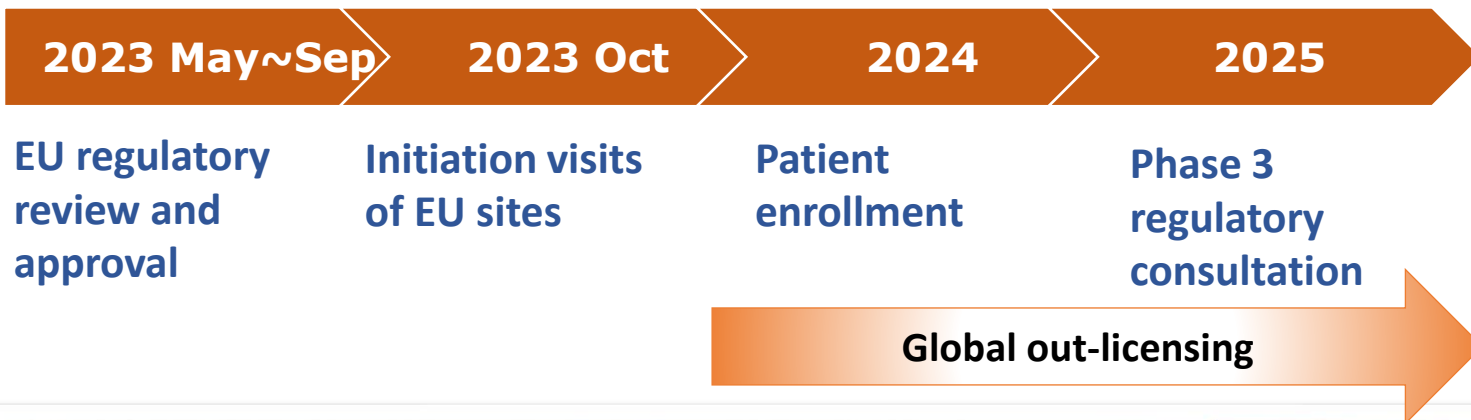 2023 May~Sep
2023 Oct
2024
2025
EU regulatory
review and
approval
Initiation visits
of EU sites
Patient
enrollment
Phase 3
regulatory
consultation
Global out-licensing